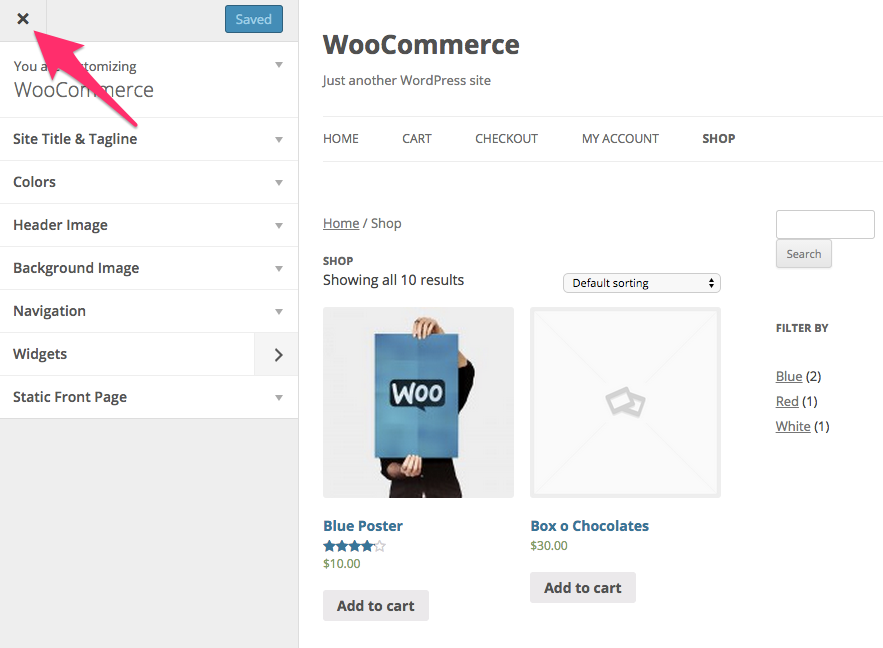 Saved
You are customizing
WooCommerce
Site Title & Tagline
Colors
Header Image
Background Image
Navigation
Widgets
Static Front Page
WooCommerce
Just another WordPress site
HOME CART CHECKOUT MY ACCOUNT SHOP
Home / Shop
SHOP
Showing all 10 results
Default sorting
WOO
Blue Poster
$10.00
Add to cart
Box o Chocolates
$30.00
Add to cart
Search
FILTER BY
Blue (2)
Red (1)
White (1)